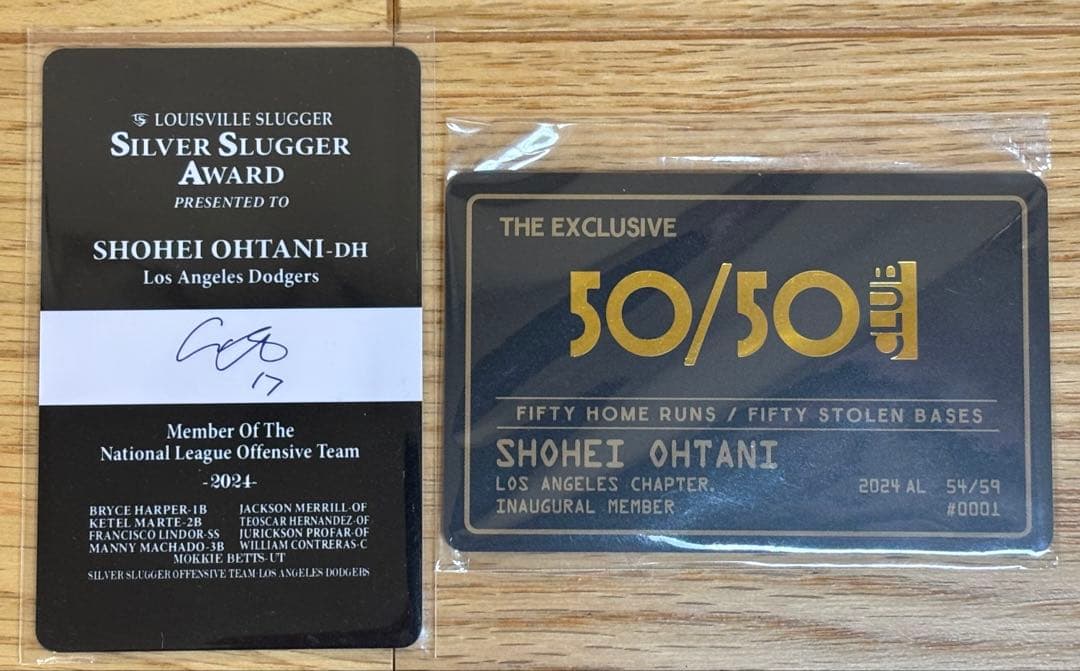 LOUISVILLE SLUGGER
SILVER SLUGGER
AWARD
PRESENTED TO
SHOHEI OHTANI-DH
Los Angeles Dodgers
17
Member Of The
National League Offensive Team
-2024-
BRYCE HARPER-1B JACKSON MERRILL-OF
KETEL MARTE-2B TEOSCAR HERNANDEZ-OF
FRANCISCO LINDOR-SS JURICKSON PROFAR-OF
MANNY MACHADO-3B WILLIAM CONTRERAS-C
MOKKIE BETTS-UT
SILVER SLUGGER OFFENSIVE TEAM-LOS ANGELES DODGERS
THE EXCLUSIVE
50/50 CLUB
FIFTY HOME RUNS / FIFTY STOLEN BASES
SHOHEI OHTANI
LOS ANGELES CHAPTER. 2024 AL 54/59
INAUGURAL MEMBER #0001